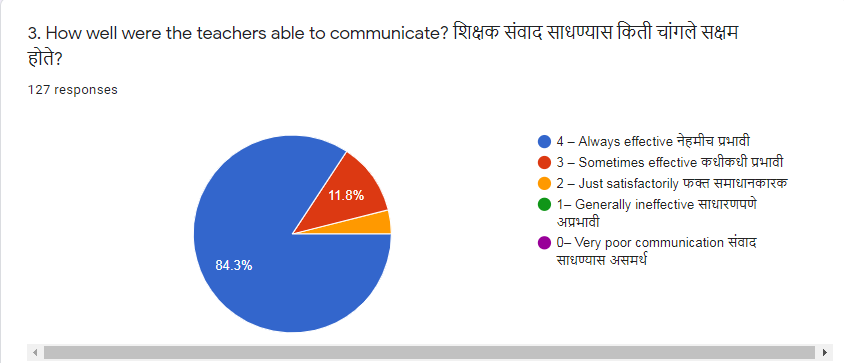 3. How well were the teachers able to communicate? शिक्षक संवाद साधण्यास किती चांगले सक्षम
होते?
127 responses
4 – Always effective नेहमीच प्रभावी
3 – Sometimes effective कधीकधी प्रभावी
2 – Just satisfactorily फक्त समाधानकारक
1– Generally ineffective साधारणपणे
अप्रभावी
0– Very poor communication संवाद
साधण्यास असमर्थ
11.8%
84.3%